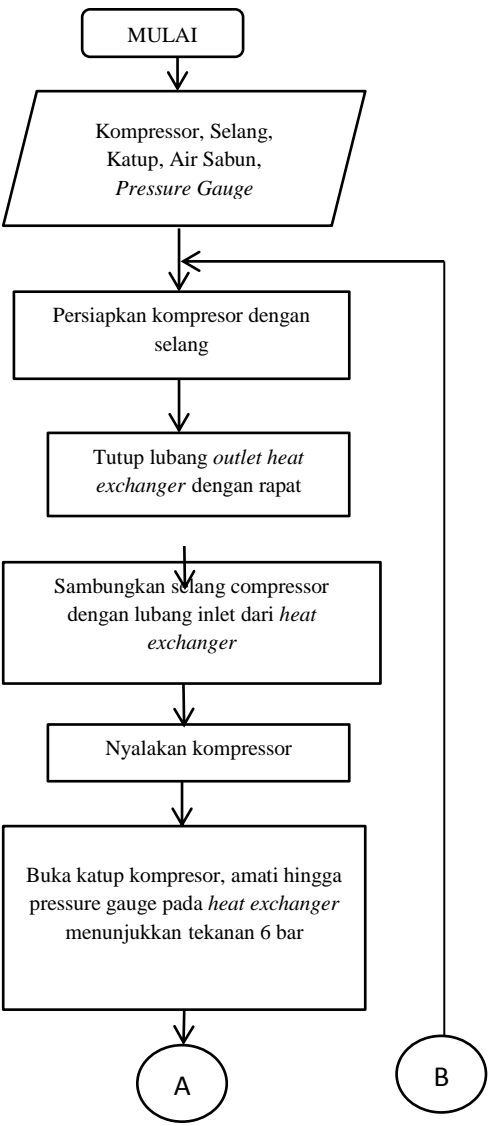 MULAI
Kompressor, Selang,
Katup, Air Sabun,
Pressure Gauge
Persiapkan kompresor dengan
selang
Tutup lubang outlet heat
exchanger dengan rapat
Sambungkan selang compressor
dengan lubang inlet dari heat
exchanger
Nyalakan kompressor
Buka katup kompresor, amati hingga
pressure gauge pada heat exchanger
menunjukkan tekanan 6 bar
A
B